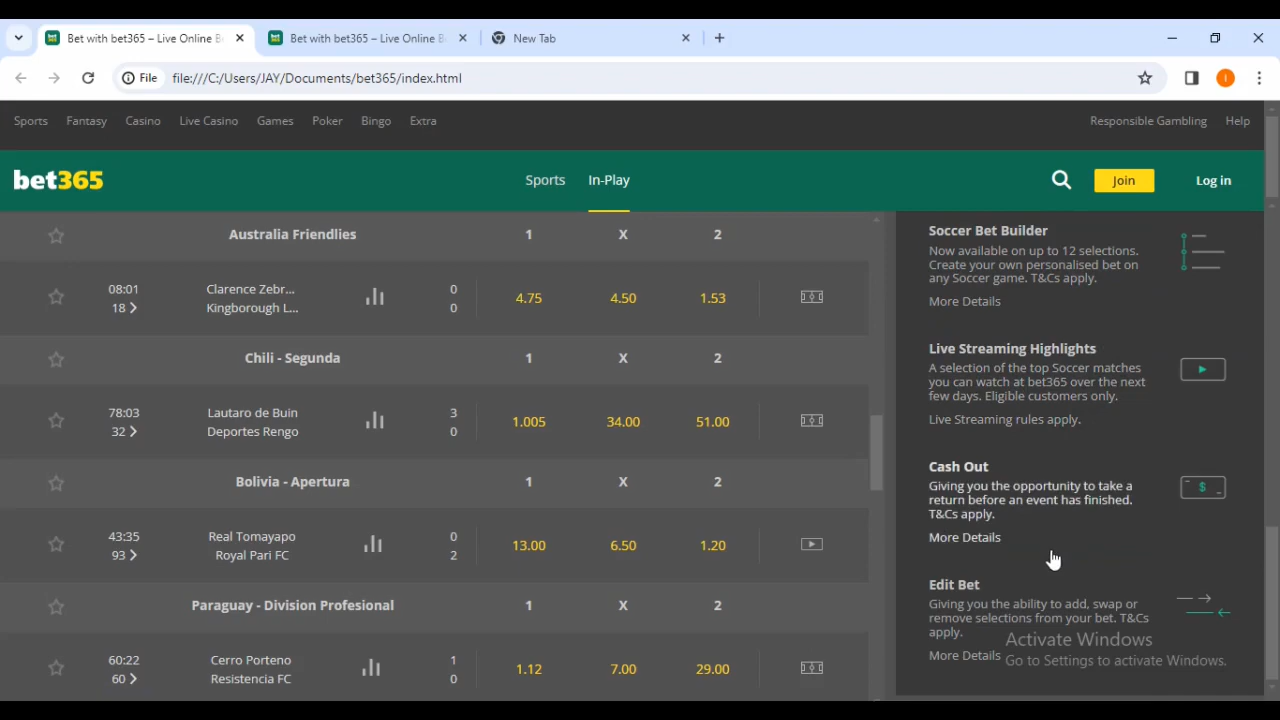 Bet with bet365 – Live Online B
Bet with bet365 – Live Online B
New Tab
File
file:///C:/Users/JAY/Documents/bet365/index.html
I
Sports Fantasy Casino Live Casino Games Poker Bingo Extra
Responsible Gambling Help
bet365
Sports In-Play
Join
Log in
Australia Friendlies 1 X 2
08:01 Clarence Zebr... 0
18 Kingborough L... 0
4.75 4.50 1.53
Chili - Segunda 1 X 2
78:03 Lautaro de Buin 3
32 Deportes Rengo 0
1.005 34.00 51.00
Bolivia - Apertura 1 X 2
43:35 Real Tomayapo 0
93 Royal Pari FC 2
13.00 6.50 1.20
Paraguay - Division Profesional 1 X 2
60:22 Cerro Porteno 1
60 Resistencia FC 0
1.12 7.00 29.00
Soccer Bet Builder
Now available on up to 12 selections.
Create your own personalised bet on
any Soccer game. T&Cs apply.
More Details
Live Streaming Highlights
A selection of the top Soccer matches
you can watch at bet365 over the next
few days. Eligible customers only.
Live Streaming rules apply.
Cash Out
Giving you the opportunity to take a
return before an event has finished.
T&Cs apply.
More Details
$
Edit Bet
Giving you the ability to add, swap or
remove selections from your bet. T&Cs
apply.
More Details
Activate Windows
Go to Settings to activate Windows.